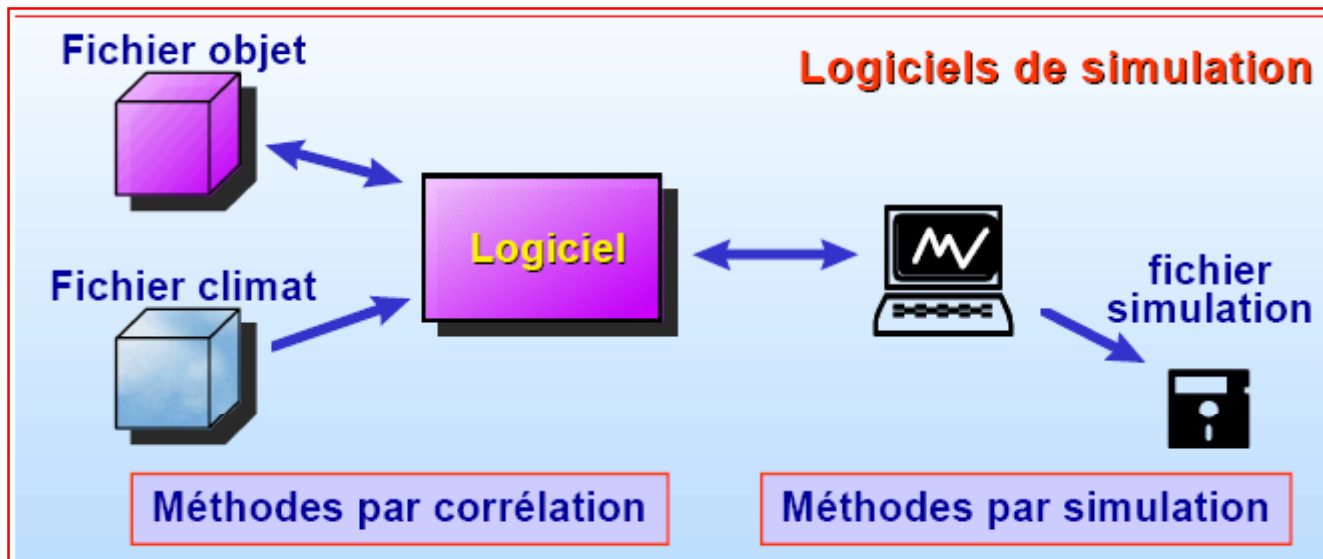 Fichier objet
Logiciels de simulation
Logiciel
Fichier climat
fichier
simulation
Méthodes par corrélation
Méthodes par simulation